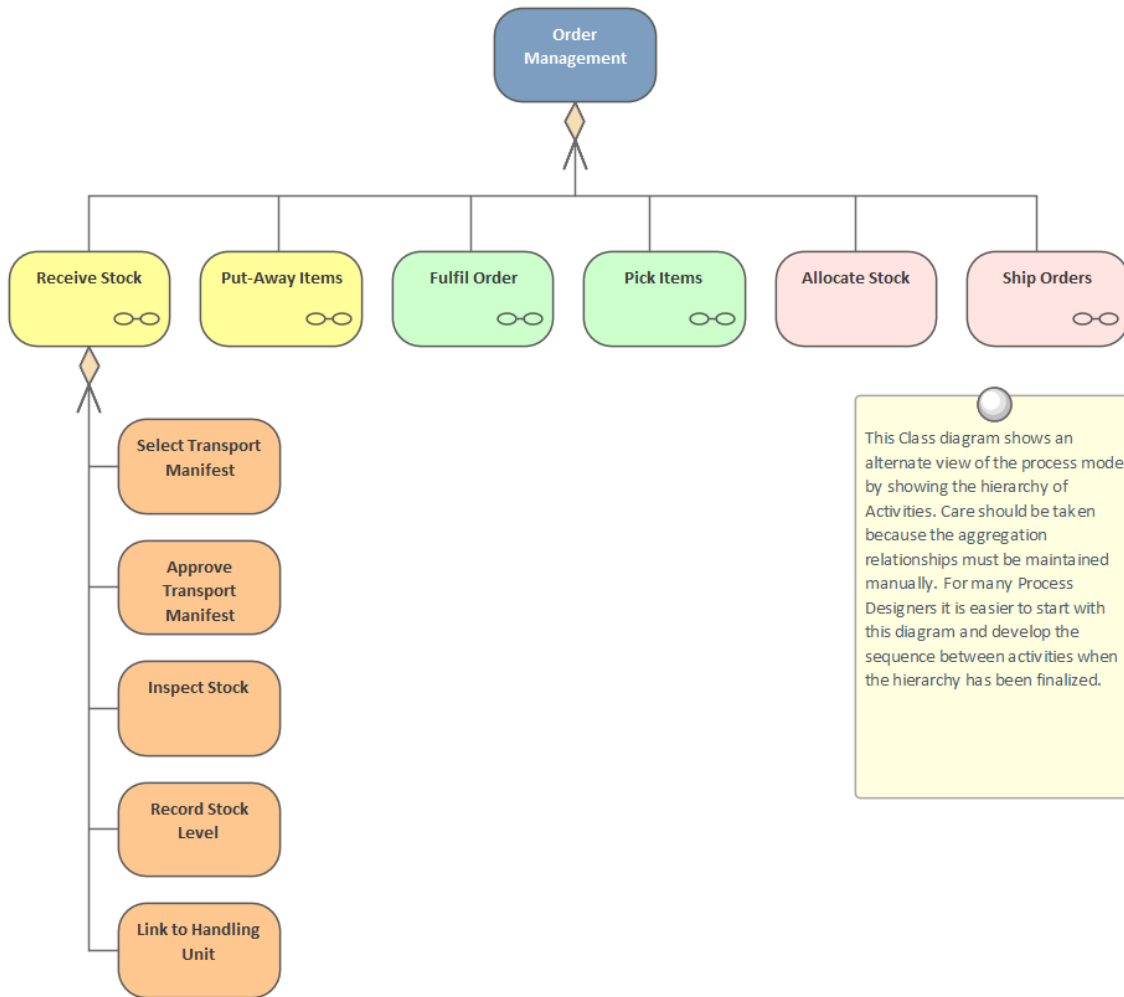 Order
Management
Receive Stock
Put-Away Items
Fulfil Order
Pick Items
Allocate Stock
Ship Orders
Select Transport
Manifest
Approve
Transport
Manifest
Inspect Stock
Record Stock
Level
Link to Handling
Unit
This Class diagram shows an
alternate view of the process mode
by showing the hierarchy of
Activities. Care should be taken
because the aggregation
relationships must be maintained
manually. For many Process
Designers it is easier to start with
this diagram and develop the
sequence between activities when
the hierarchy has been finalized.